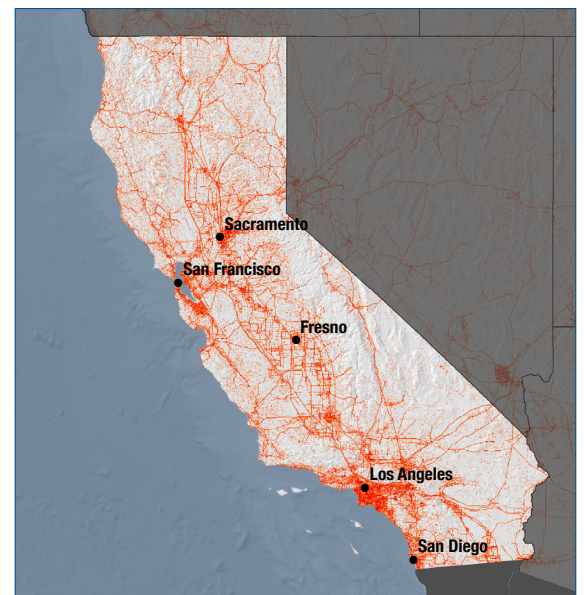 Sacramento
San Francisco
Fresno
Los Angeles
San Diego